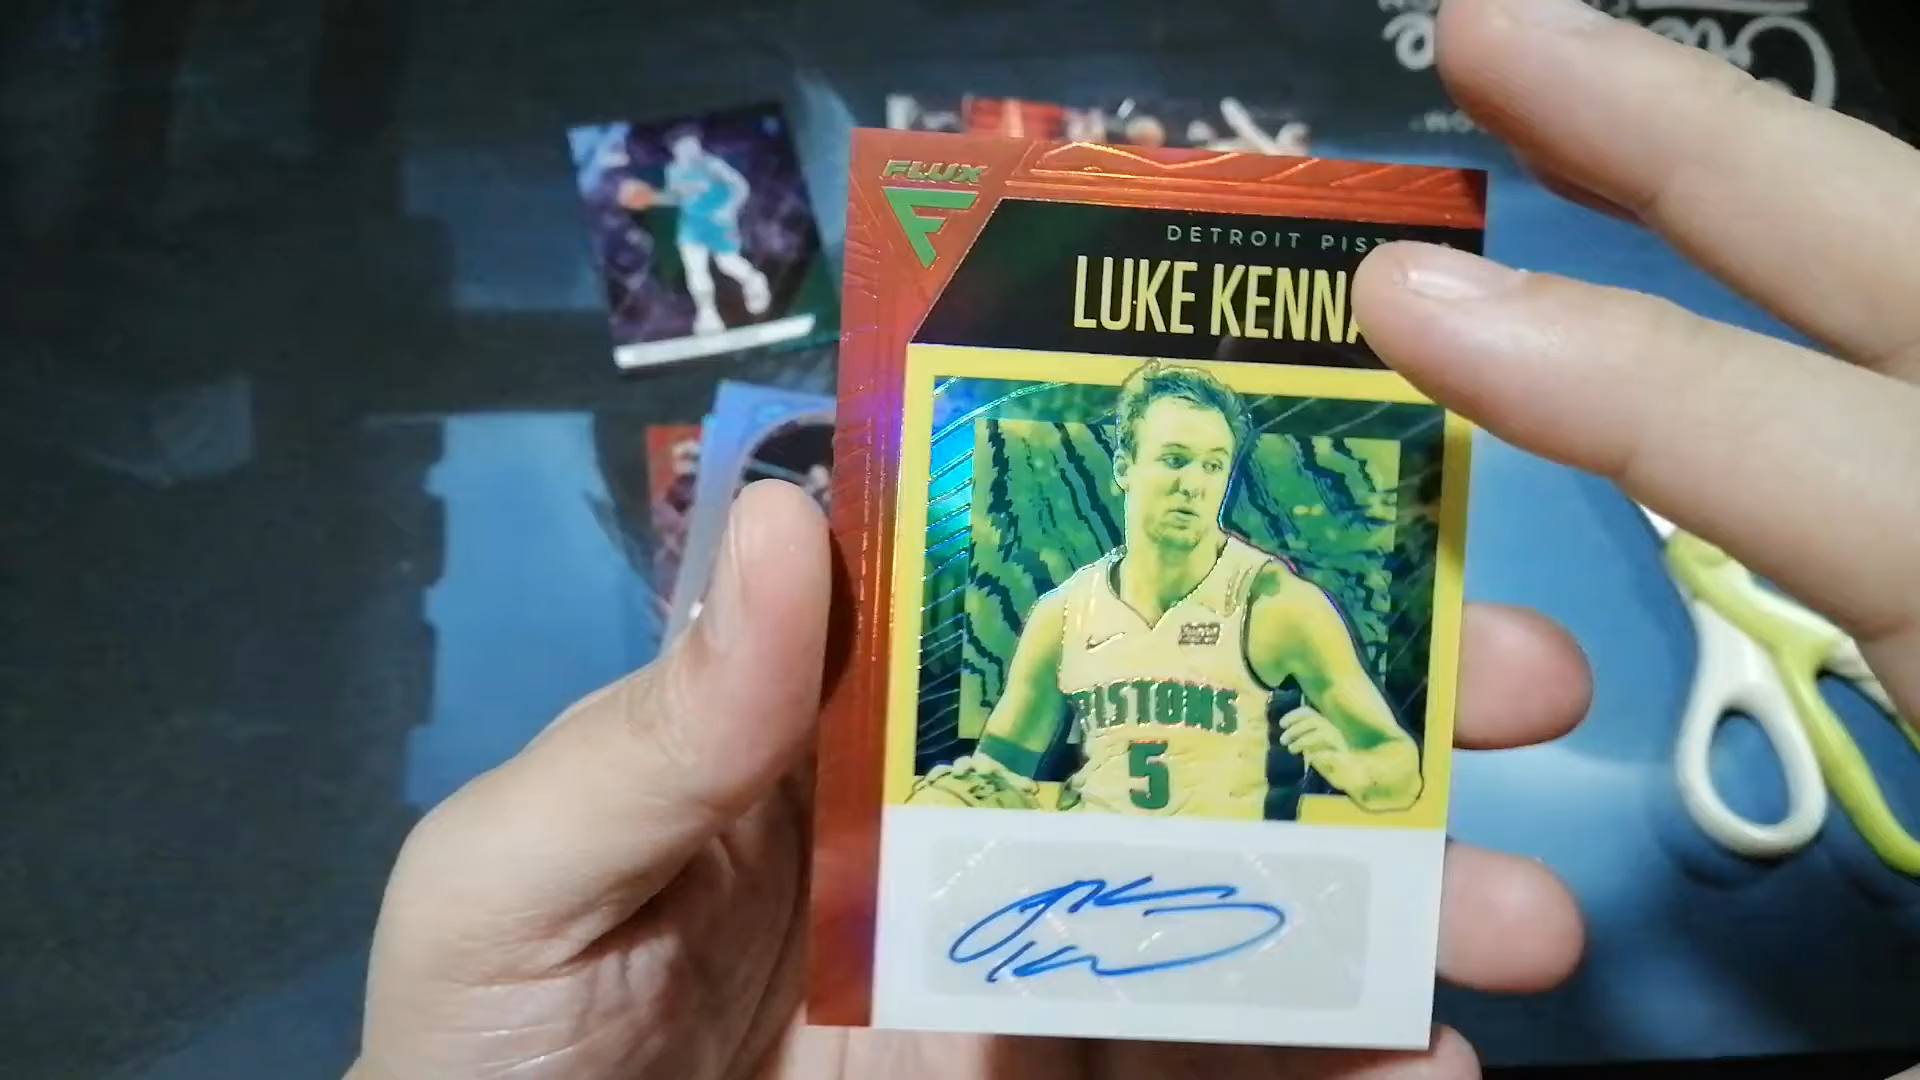 FLUX
F
DETROIT PIST
LUKE KENNA
PISTONS
5